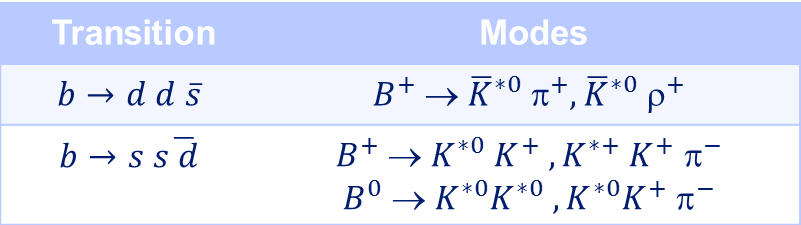 Transition Modes
b → d d s̅ B⁺ → K̅*⁰ π⁺, K̅*⁰ ρ⁺
b → s s d̅ B⁺ → K*⁰ K⁺ , K*⁺ K⁺ π⁻
B⁰ → K*⁰K*⁰ , K*⁰K⁺ π⁻